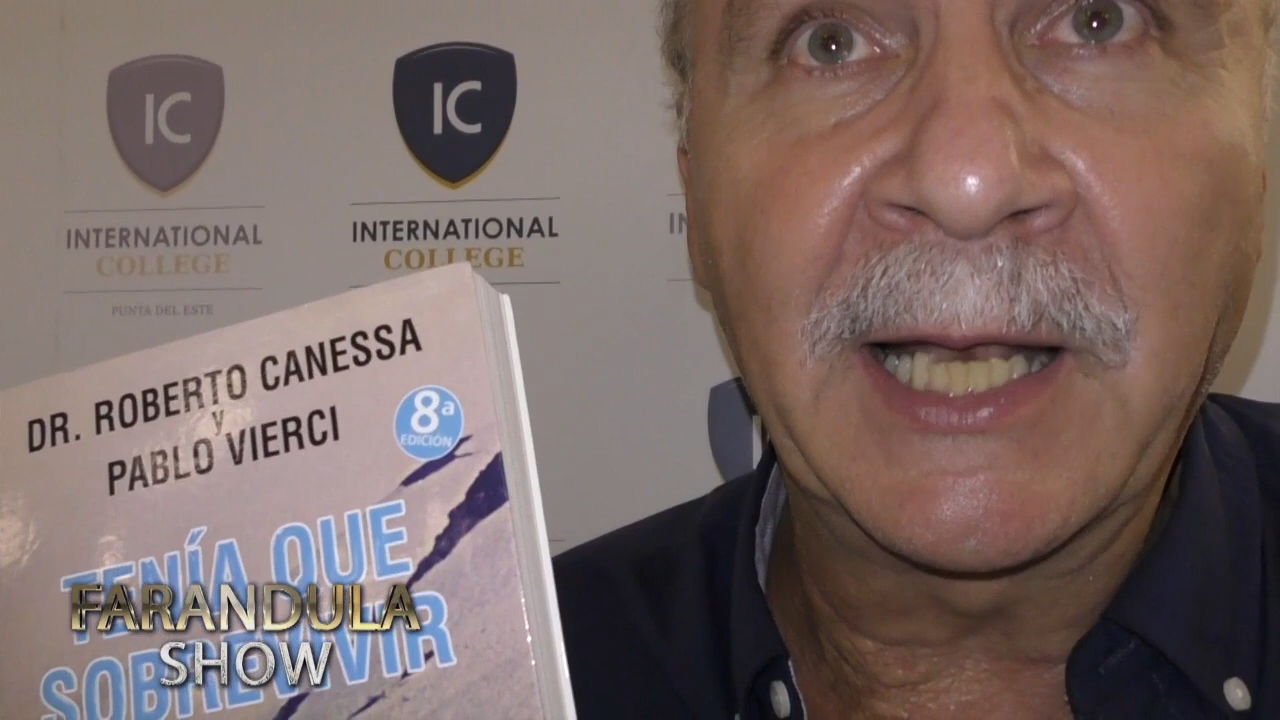 IC
INTERNATIONAL
COLLEGE
PUNTA DEL ESTE
IC
INTERNATIONAL
COLLEGE
IN
DR. ROBERTO CANESSA
y
PABLO VIERCI
8ª
EDICIÓN
TENÍA QUE
SOBREVIVIR
FARANDULA
SHOW